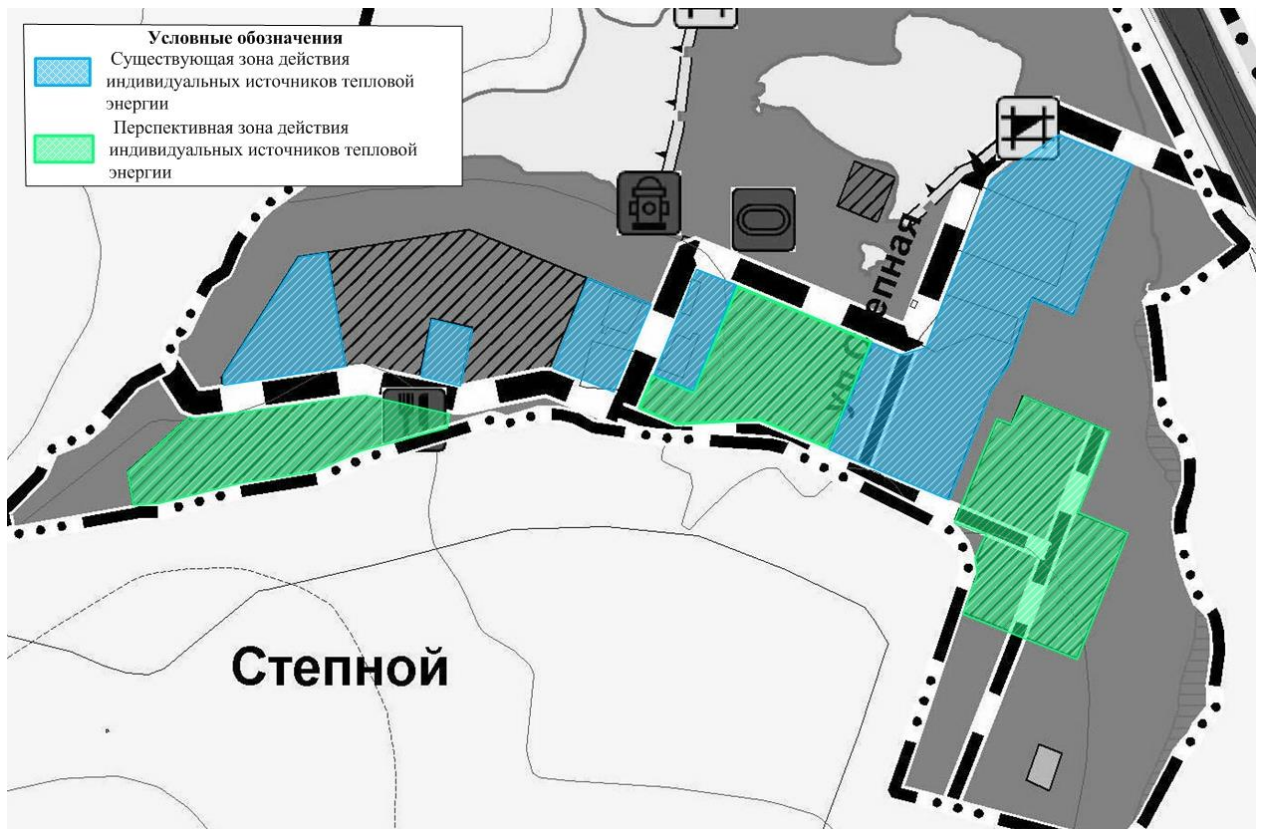 Условные обозначения
Существующая зона действия
индивидуальных источников тепловой
энергии
Перспективная зона действия
индивидуальных источников тепловой
энергии
Степной